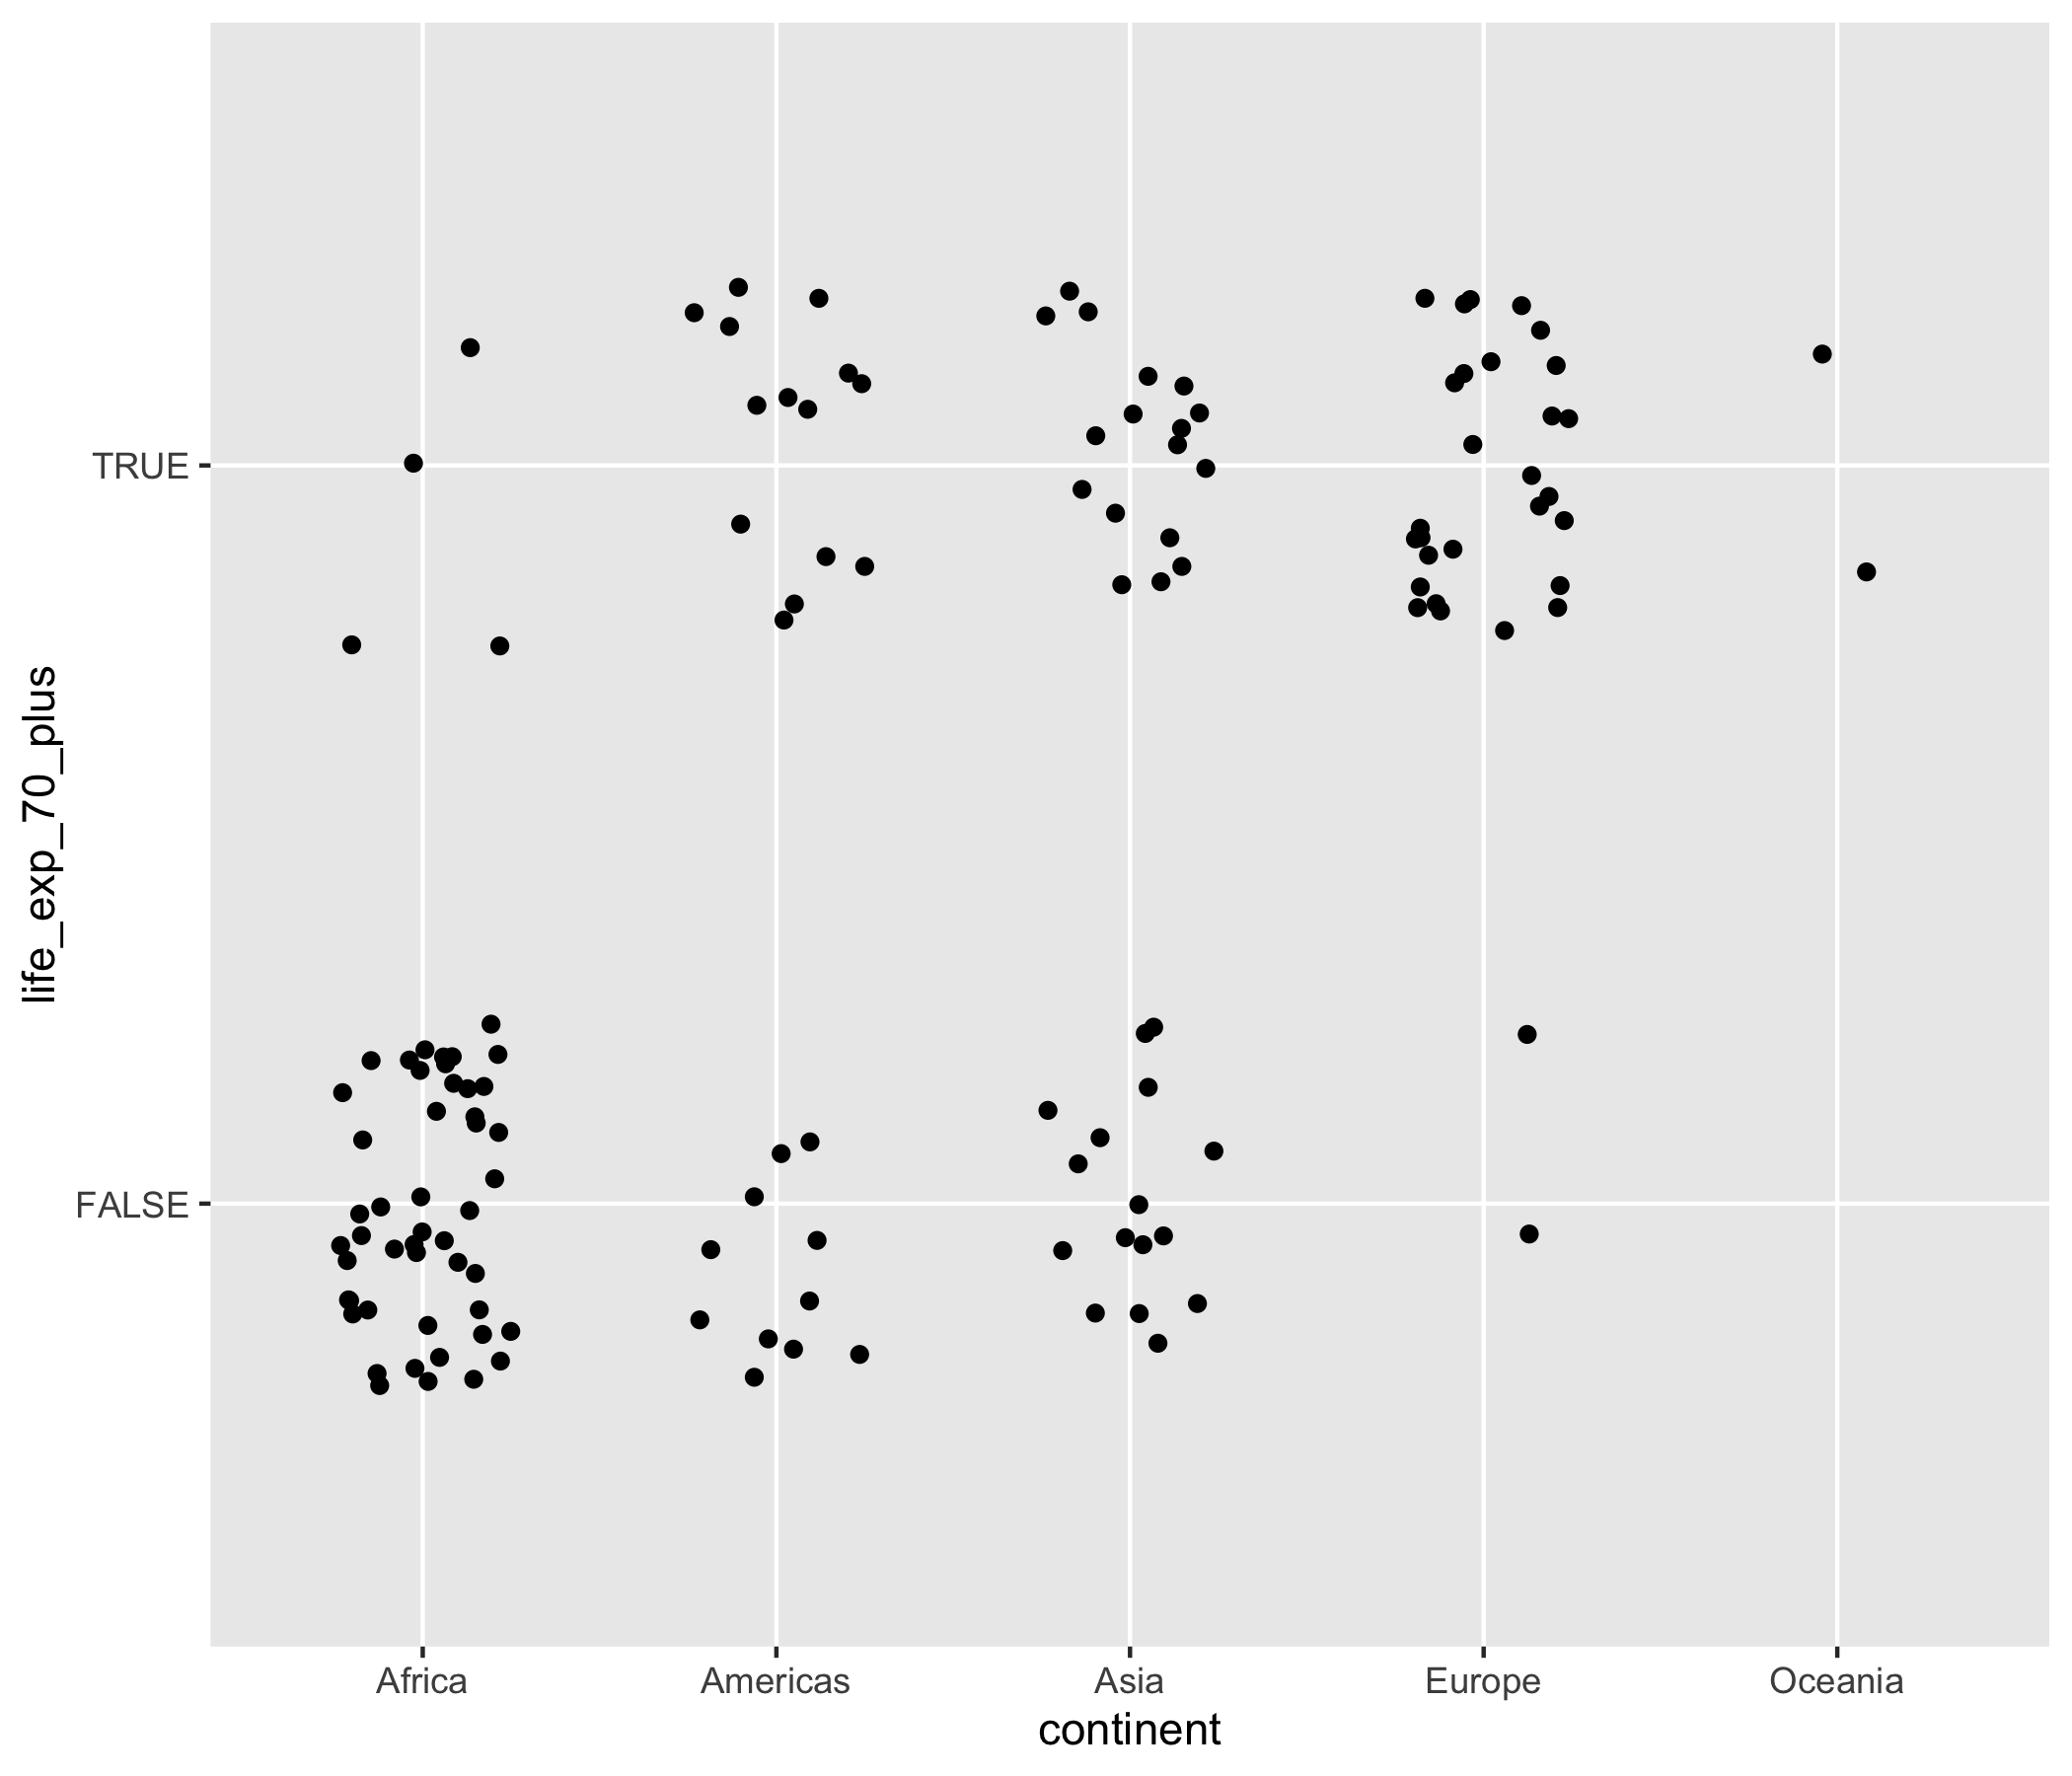 life_exp_70_plus
TRUE
FALSE
Africa Americas Asia Europe Oceania
continent